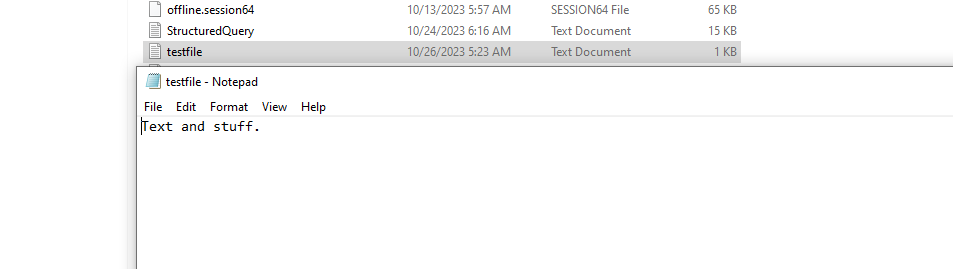 offline.session64 10/13/2023 5:57 AM SESSION64 File 65 KB
StructuredQuery 10/24/2023 6:16 AM Text Document 15 KB
testfile 10/26/2023 5:23 AM Text Document 1 KB
testfile - Notepad
File Edit Format View Help
Text and stuff.